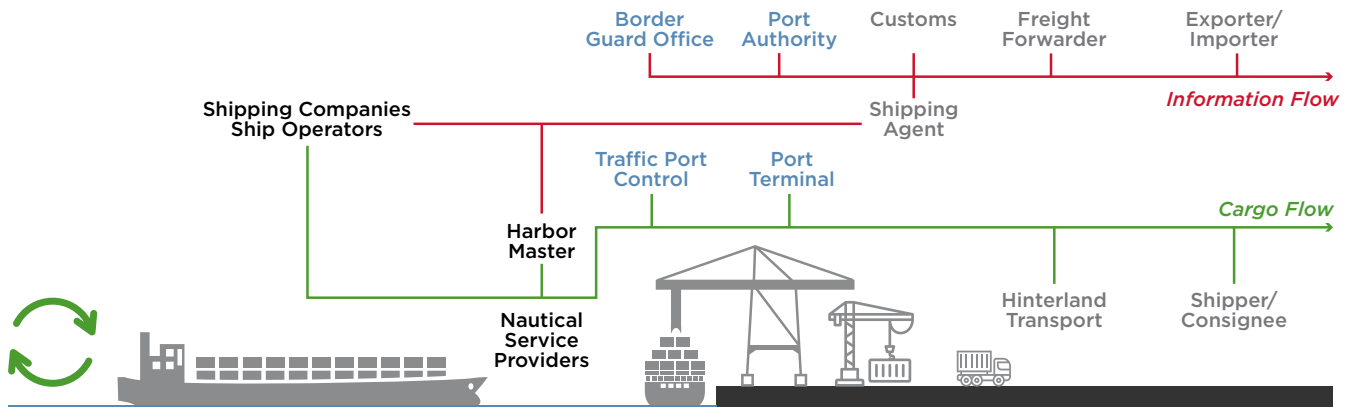 Border
Guard Office
Port
Authority
Customs
Freight
Forwarder
Exporter/
Importer
Information Flow
Shipping Companies
Ship Operators
Shipping
Agent
Traffic Port
Control
Port
Terminal
Cargo Flow
Harbor
Master
Hinterland
Transport
Shipper/
Consignee
Nautical
Service
Providers